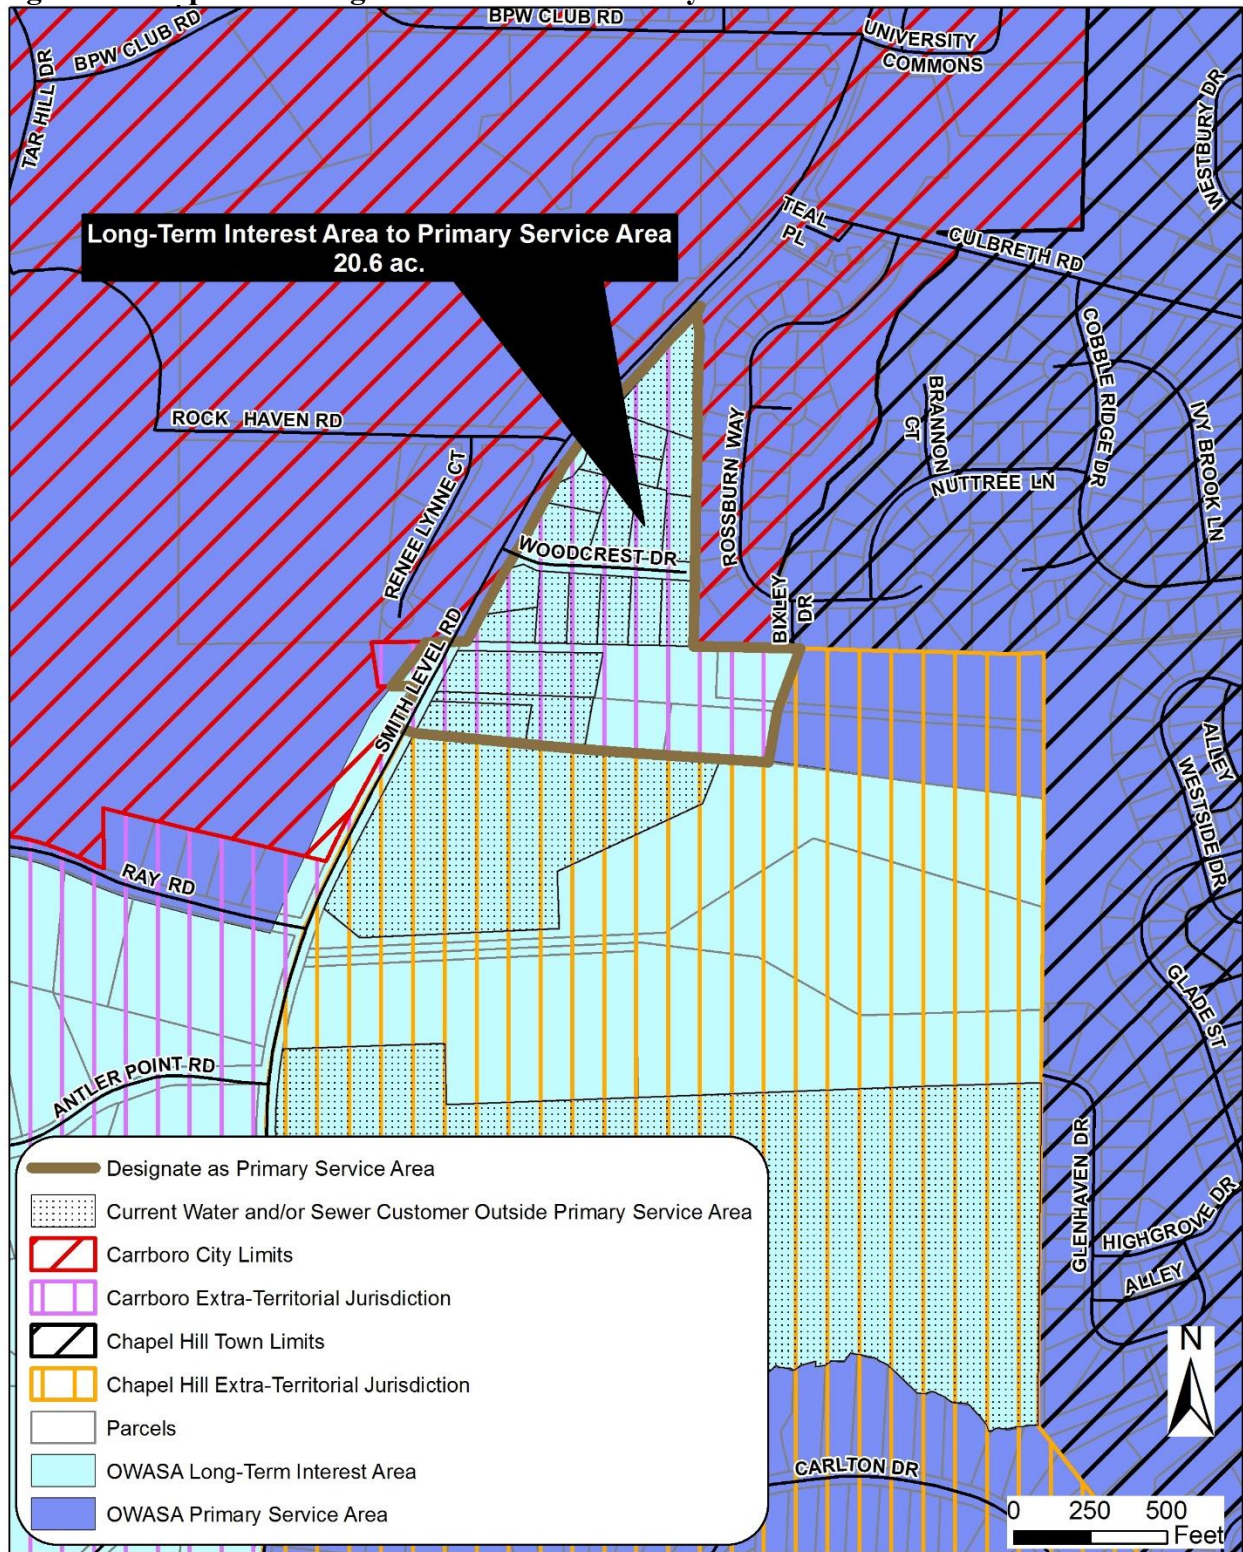 BPW CLUB RD
BPW CLUB RD
UNIVERSITY
COMMONS
TAR HILL DR
WESTBURY DR
TEAL
PL
CULBRETH RD
Long-Term Interest Area to Primary Service Area
20.6 ac.
COBBLE RIDGE DR
IVY BROOK LN
BRANNON
CT
ROCK HAVEN RD
RENEE LYNNE CT
ROSSBURN WAY
NUTTREE LN
WOODCREST DR
BIXLEY
DR
SMITH LEVEL RD
ALLEY
WESTSIDE DR
RAY RD
GLADE ST
ANTLER POINT RD
GLENHAVEN DR
HIGHGROVE DR
ALLEY
Designate as Primary Service Area
Current Water and/or Sewer Customer Outside Primary Service Area
Carrboro City Limits
Carrboro Extra-Territorial Jurisdiction
Chapel Hill Town Limits
Chapel Hill Extra-Territorial Jurisdiction
Parcels
OWASA Long-Term Interest Area
OWASA Primary Service Area
N
CARLTON DR
0 250 500
Feet